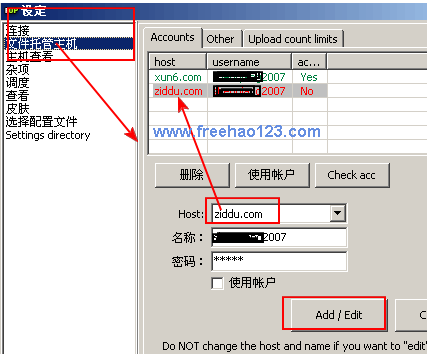 设定
连接
文件托管主机
主机查看
杂项
调度
查看
皮肤
选择配置文件
Settings directory
Accounts Other Upload count limits
host username ac...
xun6.com 2007 Yes
ziddu.com 2007 No
www.freehao123.com
删除 使用帐户 Check acc
Host: ziddu.com
名称： 2007
密码： *****
使用帐户
Add / Edit
Do NOT change the host and name if you want to "edit"